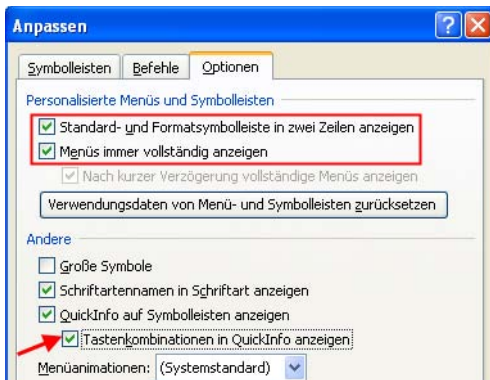 Anpassen
Symbolleisten Befehle Optionen
Personalisierte Menüs und Symbolleisten
Standard- und Formatsymbolleiste in zwei Zeilen anzeigen
Menüs immer vollständig anzeigen
Nach kurzer Verzögerung vollständige Menüs anzeigen
Verwendungsdaten von Menü- und Symbolleisten zurücksetzen
Andere
Große Symbole
Schriftartennamen in Schriftart anzeigen
QuickInfo auf Symbolleisten anzeigen
Tastenkombinationen in QuickInfo anzeigen
Menüanimationen: (Systemstandard)